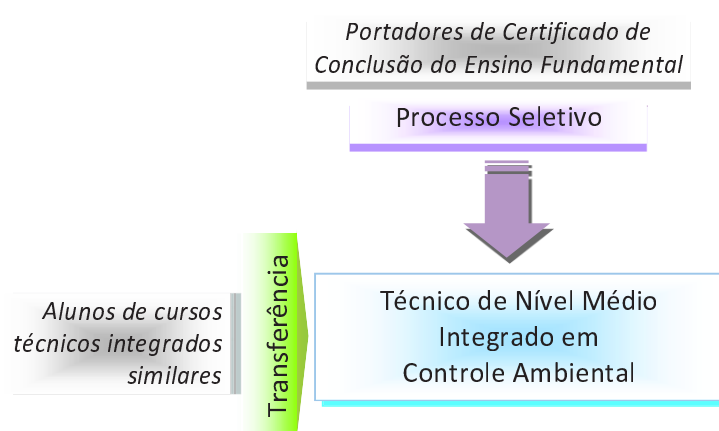 Portadores de Certificado de
Conclusão do Ensino Fundamental
Processo Seletivo
Transferência
Alunos de cursos
técnicos integrados
similares
Técnico de Nível Médio
Integrado em
Controle Ambiental